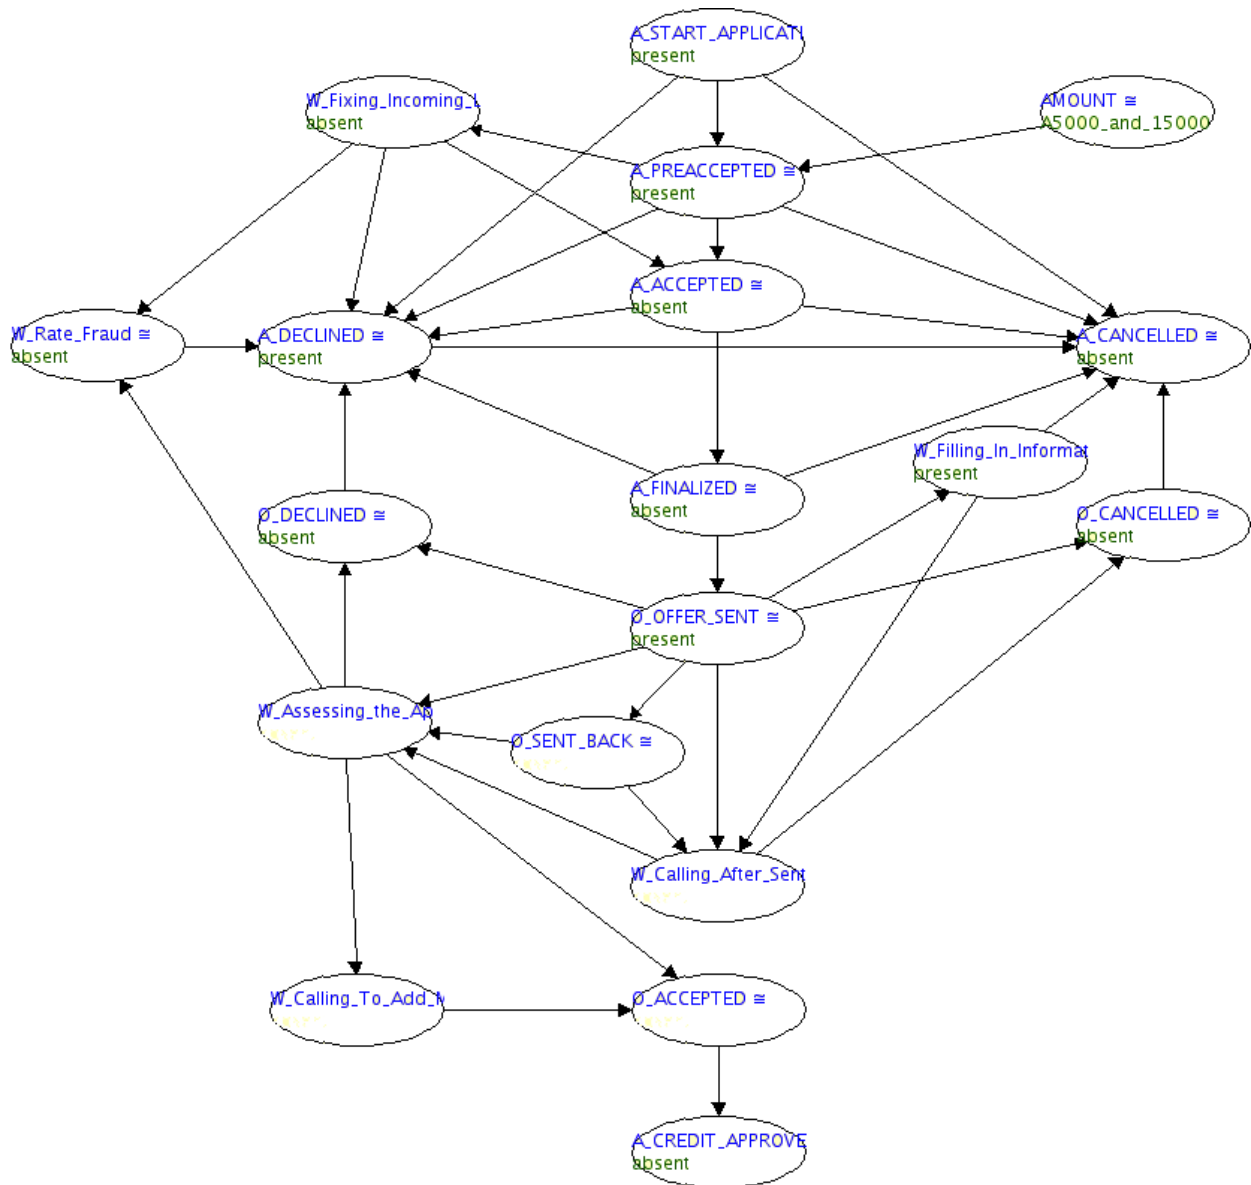 A_START_APPLICATI
present
W_Fixing_Incoming_L
absent
AMOUNT ≅
A5000_and_15000
A_PREACCEPTED ≅
present
A_ACCEPTED ≅
absent
W_Rate_Fraud ≅
absent
A_DECLINED ≅
present
A_CANCELLED ≅
absent
W_Filling_In_Informat
present
A_FINALIZED ≅
absent
O_DECLINED ≅
absent
O_CANCELLED ≅
absent
O_OFFER_SENT ≅
present
W_Assessing_the_Ap
O_SENT_BACK ≅
W_Calling_After_Sent
W_Calling_To_Add_M
O_ACCEPTED ≅
A_CREDIT_APPROVE
absent